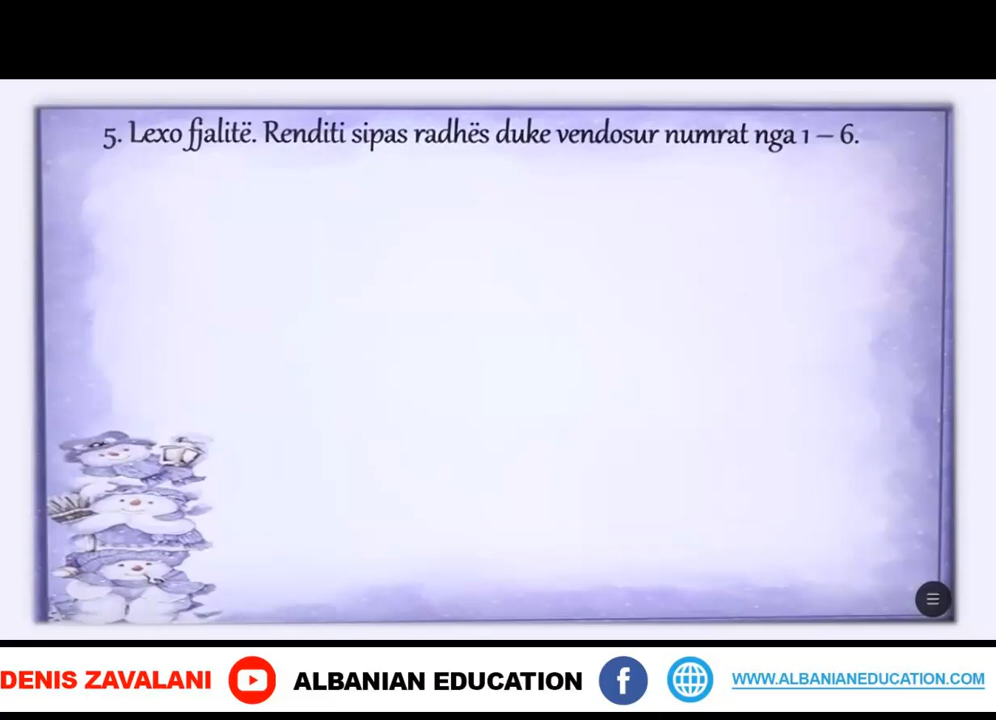 5. Lexo fjalitë. Renditi sipas radhës duke vendosur numrat nga 1 – 6.
DENIS ZAVALANI ALBANIAN EDUCATION WWW.ALBANIANEDUCATION.COM